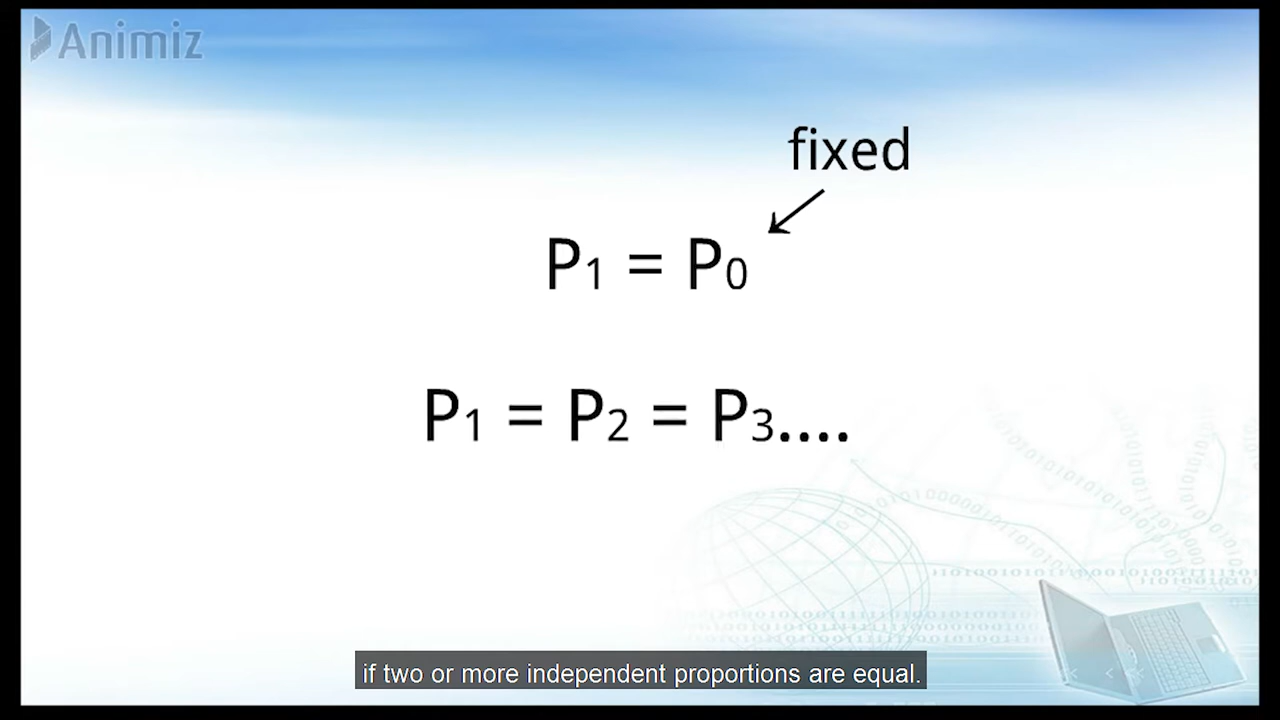 Animiz
fixed
P1 = P0
P1 = P2 = P3....
if two or more independent proportions are equal.